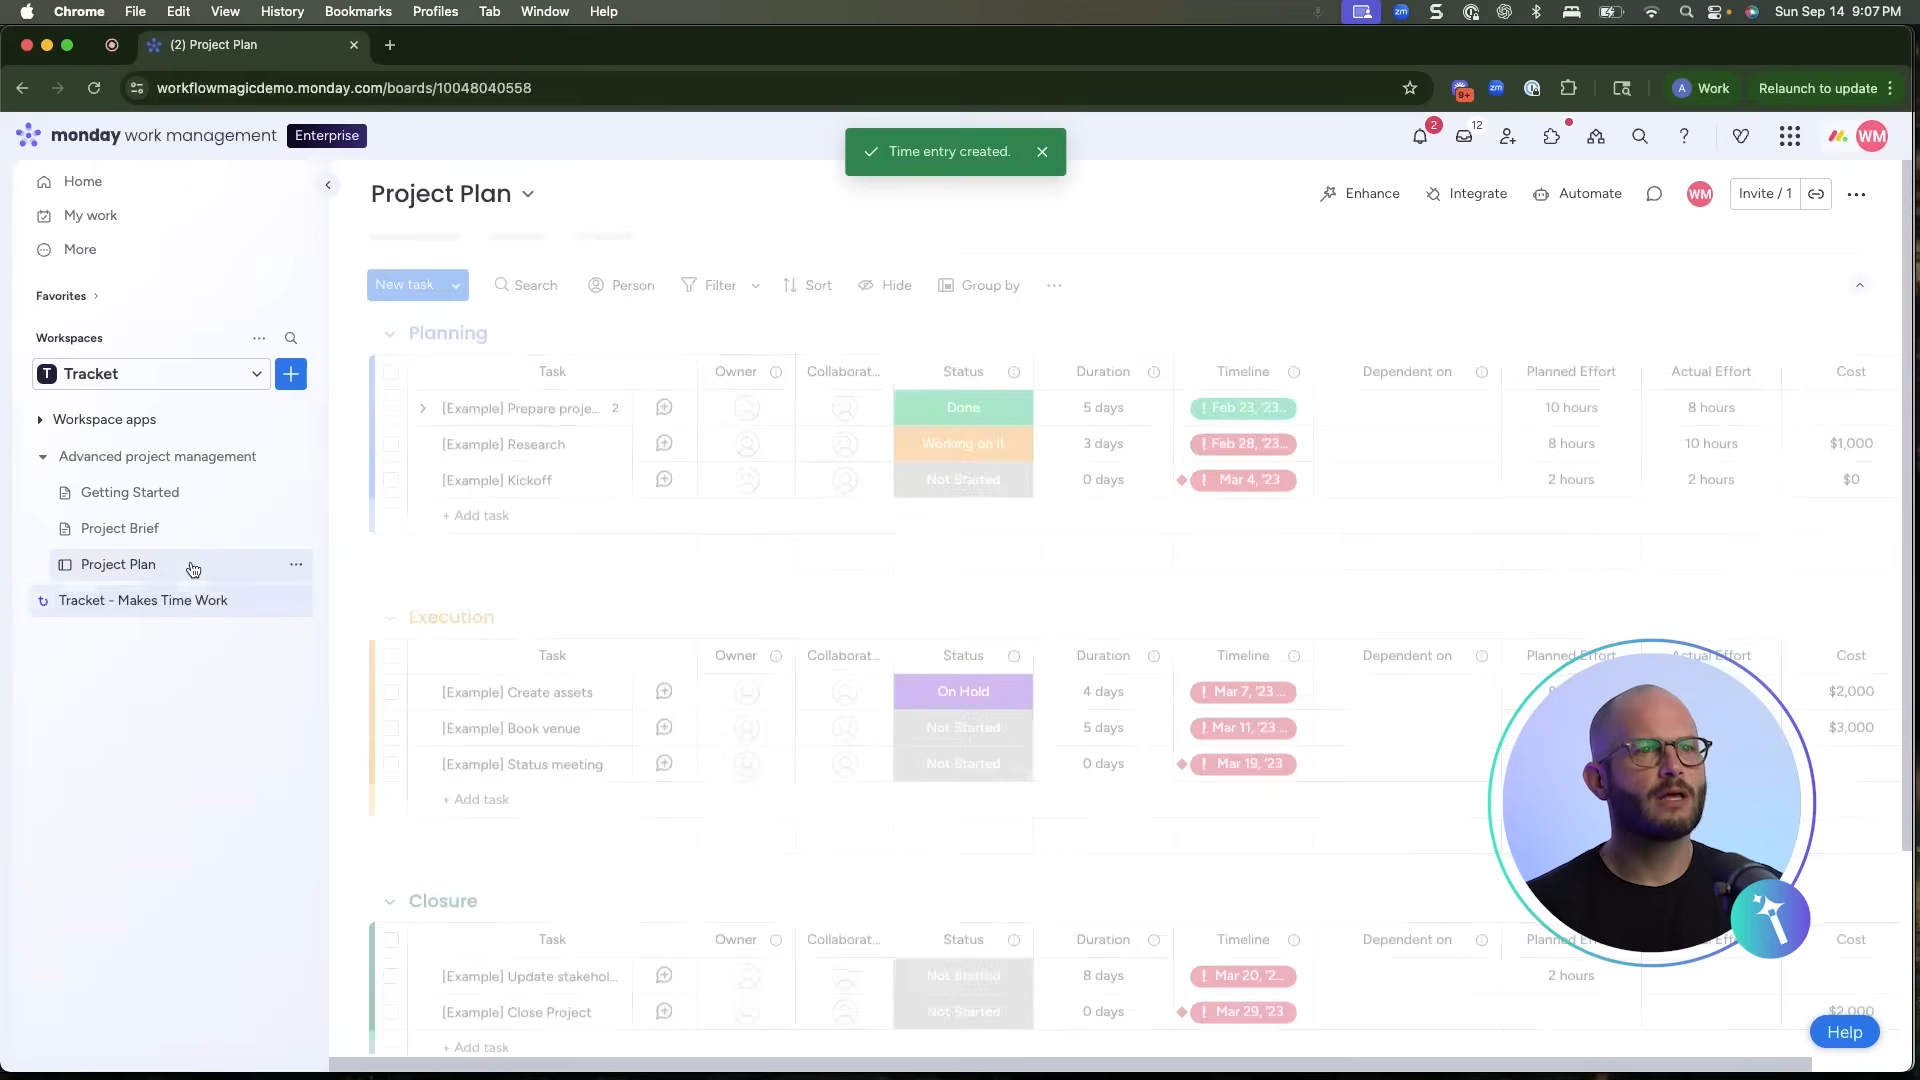 Chrome File Edit View History Bookmarks Profiles Tab Window Help
zm
Sun Sep 14 9:07 PM
(2) Project Plan
workflowmagicdemo.monday.com/boards/10048040558
9+
zm
A Work
Relaunch to update
monday work management Enterprise
Time entry created.
2
12
WM
Home
My work
More
Favorites
Workspaces
T Tracket
Workspace apps
Advanced project management
Getting Started
Project Brief
Project Plan
Tracket - Makes Time Work
Project Plan
Enhance Integrate Automate WM Invite / 1
New task Search Person Filter Sort Hide Group by
Planning
Task Owner Collaborat... Status Duration Timeline Dependent on Planned Effort Actual Effort Cost
[Example] Prepare proje... 2 Done 5 days ! Feb 23, '23... 10 hours 8 hours
[Example] Research Working on it 3 days ! Feb 28, '23... 8 hours 10 hours $1,000
[Example] Kickoff Not Started 0 days ! Mar 4, '23 2 hours 2 hours $0
+ Add task
Execution
Task Owner Collaborat... Status Duration Timeline Dependent on Planned Effort Actual Effort Cost
[Example] Create assets On Hold 4 days ! Mar 7, '23 ... $2,000
[Example] Book venue Not Started 5 days ! Mar 11, '23 ... $3,000
[Example] Status meeting Not Started 0 days ! Mar 19, '23
+ Add task
Closure
Task Owner Collaborat... Status Duration Timeline Dependent on Cost
[Example] Update stakehol... Not Started 8 days ! Mar 20, '2... 2 hours
[Example] Close Project Not Started 0 days ! Mar 29, '23 $2,000
+ Add task
Help